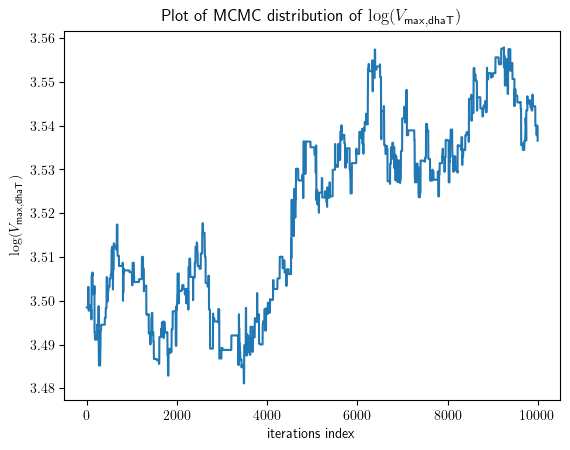 Plot of MCMC distribution of log(V_max,dhaT)
log(V_max,dhaT)
3.56
3.55
3.54
3.53
3.52
3.51
3.50
3.49
3.48
0 2000 4000 6000 8000 10000
iterations index